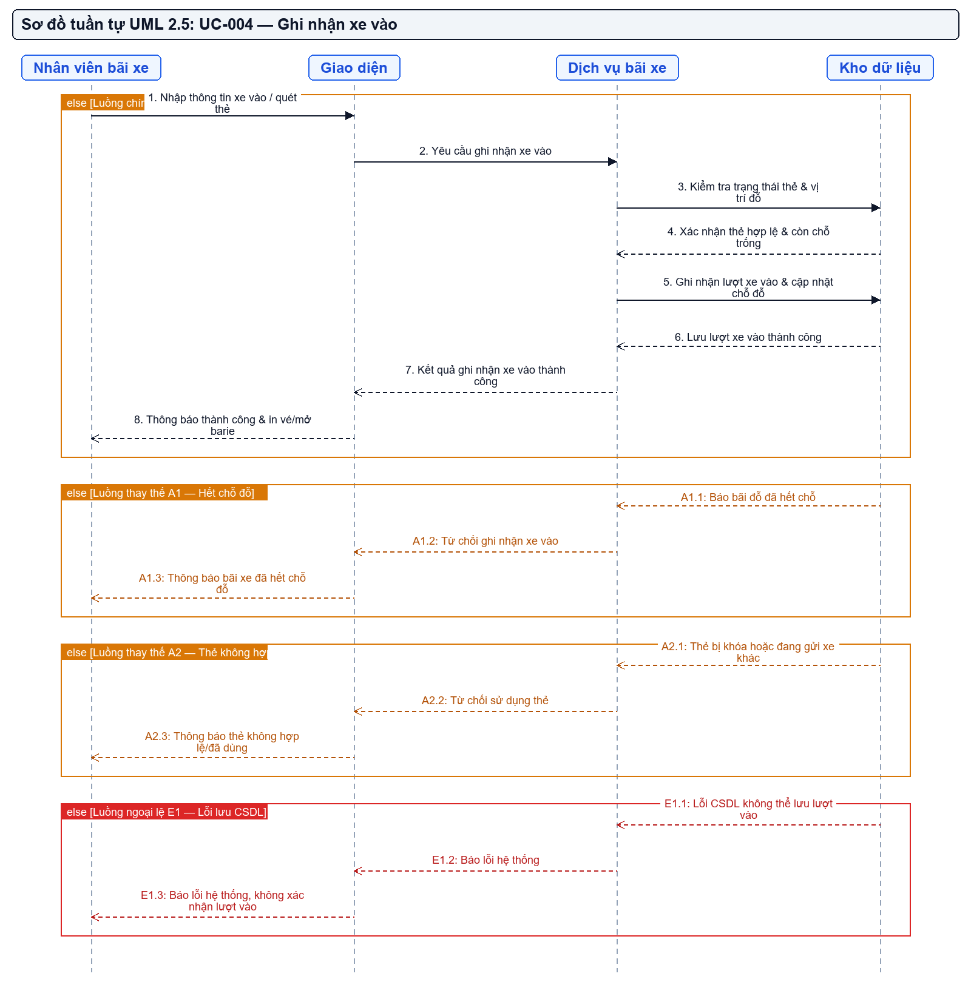 Sơ đồ tuần tự UML 2.5: UC-004 — Ghi nhận xe vào
Nhân viên bãi xe
Giao diện
Dịch vụ bãi xe
Kho dữ liệu
else [Luồng chín
1. Nhập thông tin xe vào / quét
thẻ
2. Yêu cầu ghi nhận xe vào
3. Kiểm tra trạng thái thẻ & vị
trí đỗ
4. Xác nhận thẻ hợp lệ & còn chỗ
trống
5. Ghi nhận lượt xe vào & cập nhật
chỗ đỗ
6. Lưu lượt xe vào thành công
7. Kết quả ghi nhận xe vào thành
công
8. Thông báo thành công & in vé/mở
barie
else [Luồng thay thế A1 — Hết chỗ đỗ]
A1.1: Báo bãi đỗ đã hết chỗ
A1.2: Từ chối ghi nhận xe vào
A1.3: Thông báo bãi xe đã hết chỗ
đỗ
else [Luồng thay thế A2 — Thẻ không hợp
A2.1: Thẻ bị khóa hoặc đang gửi xe
khác
A2.2: Từ chối sử dụng thẻ
A2.3: Thông báo thẻ không hợp
lệ/đã dùng
else [Luồng ngoại lệ E1 — Lỗi lưu CSDL]
E1.1: Lỗi CSDL không thể lưu lượt
vào
E1.2: Báo lỗi hệ thống
E1.3: Báo lỗi hệ thống, không xác
nhận lượt vào